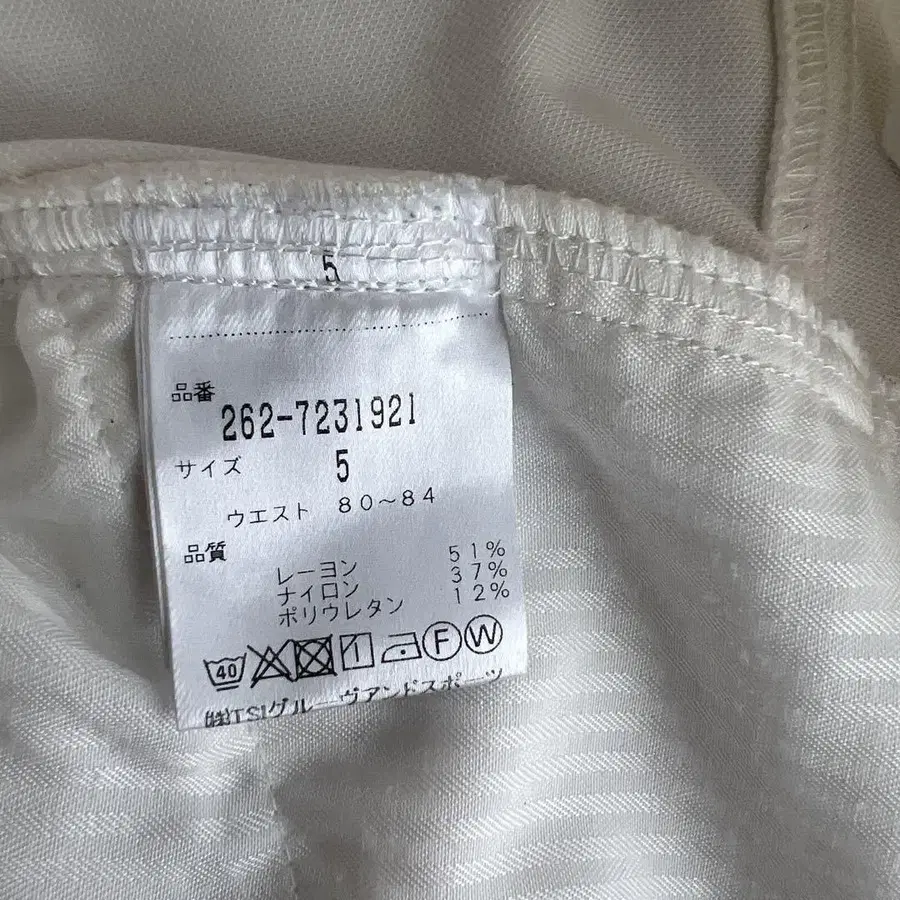 5
品番
262-7231921
サイズ 5
ウエスト 80~84
品質
レーヨン 51%
ナイロン 37%
ポリウレタン 12%
40 F W
㈱TSIグルーヴアンドスポーツ